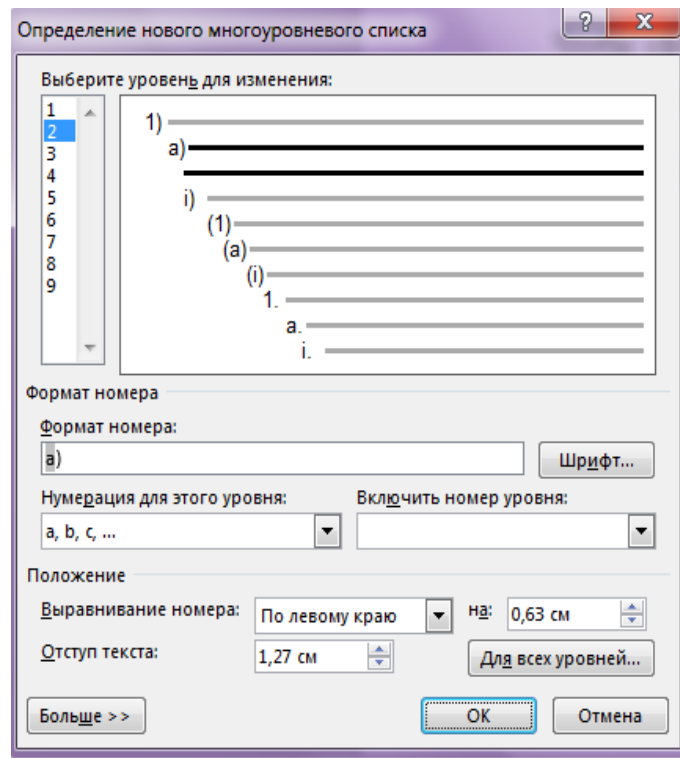 Определение нового многоуровневого списка
Выберите уровень для изменения:
1
2
3
4
5
6
7
8
9
1)
a)
i)
(1)
(a)
(i)
1.
a.
i.
Формат номера
Формат номера:
a)
Шрифт...
Нумерация для этого уровня:
Включить номер уровня:
a, b, c, ...
Положение
Выравнивание номера:
По левому краю
на:
0,63 см
Отступ текста:
1,27 см
Для всех уровней...
Больше >>
ОК
Отмена